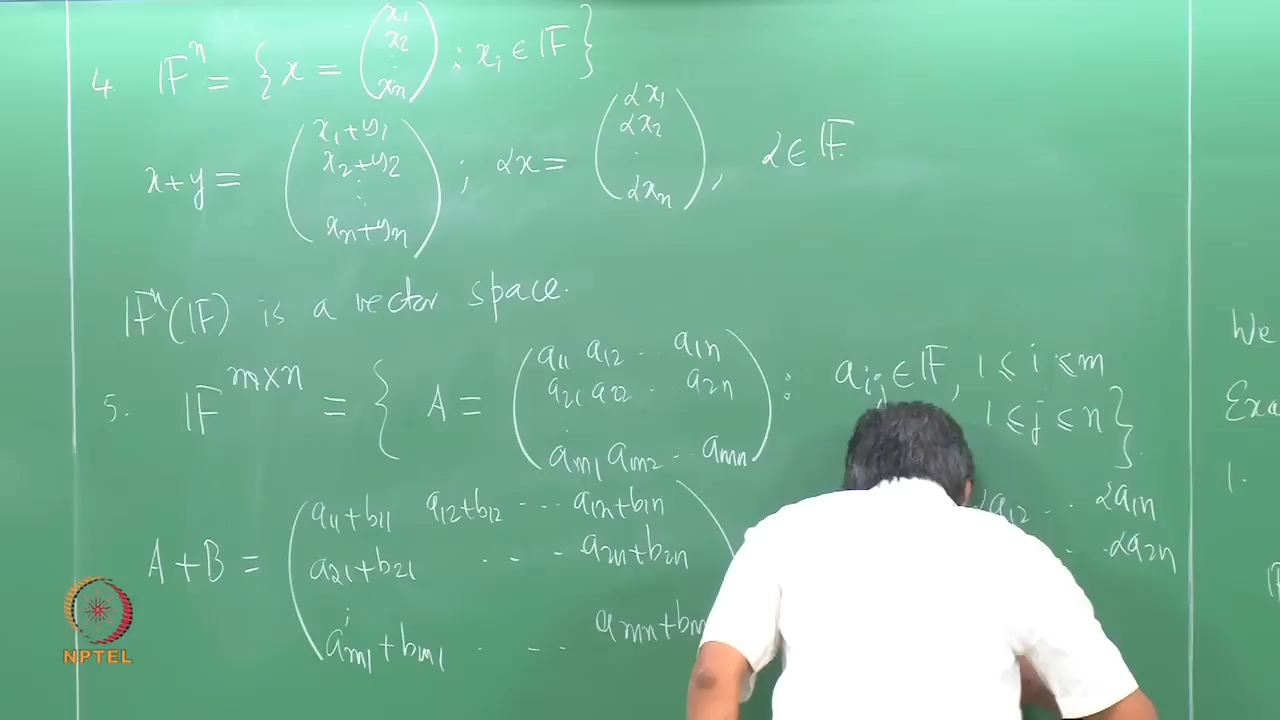 4 𝔽ⁿ = { x = (x₁ x₂ . xₙ) : xᵢ ∈ 𝔽 }
x+y = (x₁+y₁ x₂+y₂ : xₙ+yₙ) ; αx = (αx₁ αx₂ . αxₙ), α ∈ 𝔽.
𝔽ⁿ(𝔽) is a vector space.
5. 𝔽^{m×n} = { A = (a₁₁ a₁₂ .. a₁ₙ
a₂₁ a₂₂ .. a₂ₙ
aₘ₁ aₘ₂ .. aₘₙ) : aᵢⱼ ∈ 𝔽, 1 ≤ i ≤ m
1 ≤ j ≤ n }.
A+B = (a₁₁+b₁₁ a₁₂+b₁₂ ... a₁ₙ+b₁ₙ
a₂₁+b₂₁ ... a₂ₙ+b₂ₙ
aₘ₁+bₘ₁ . ... aₘₙ+b
αa₁₂ .. αa₁ₙ
.. αa₂ₙ
We
Exa
1.
NPTEL